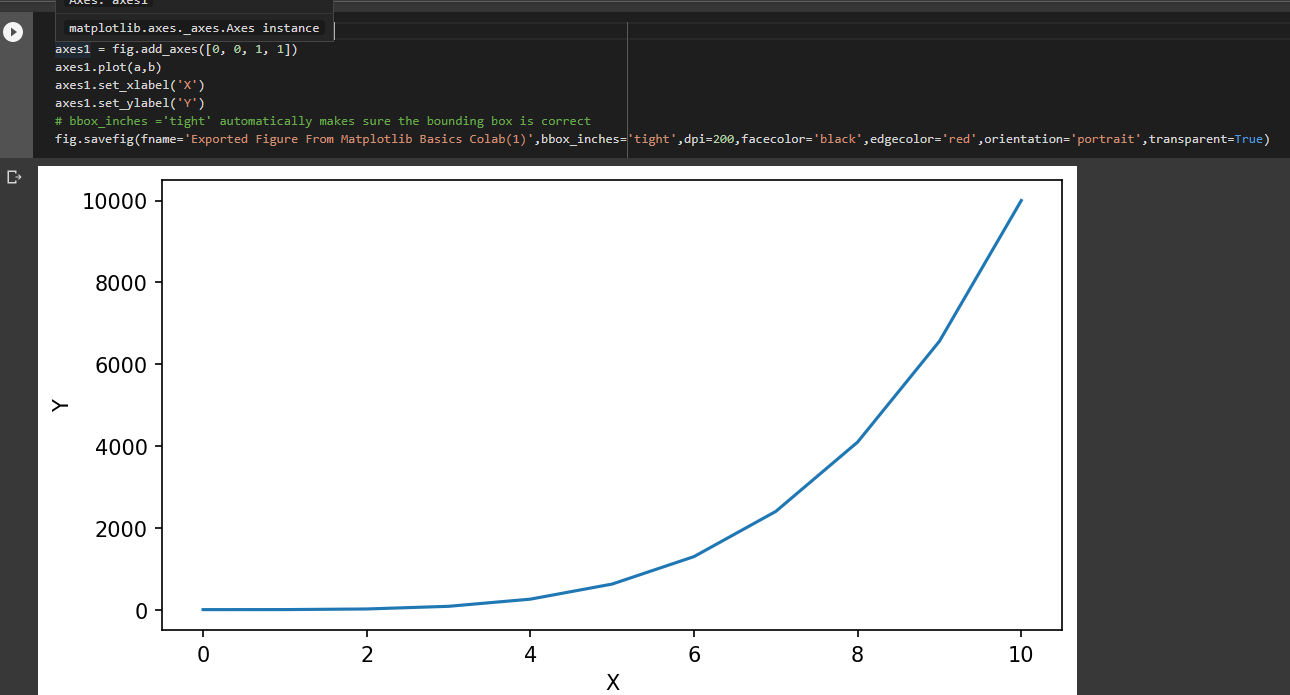 Axes: axes1
matplotlib.axes._axes.Axes instance
axes1 = fig.add_axes([0, 0, 1, 1])
axes1.plot(a,b)
axes1.set_xlabel('X')
axes1.set_ylabel('Y')
# bbox_inches ='tight' automatically makes sure the bounding box is correct
fig.savefig(fname='Exported Figure From Matplotlib Basics Colab(1)',bbox_inches='tight',dpi=200,facecolor='black',edgecolor='red',orientation='portrait',transparent=True)
10000
8000
6000
Y
4000
2000
0
0 2 4 6 8 10
X